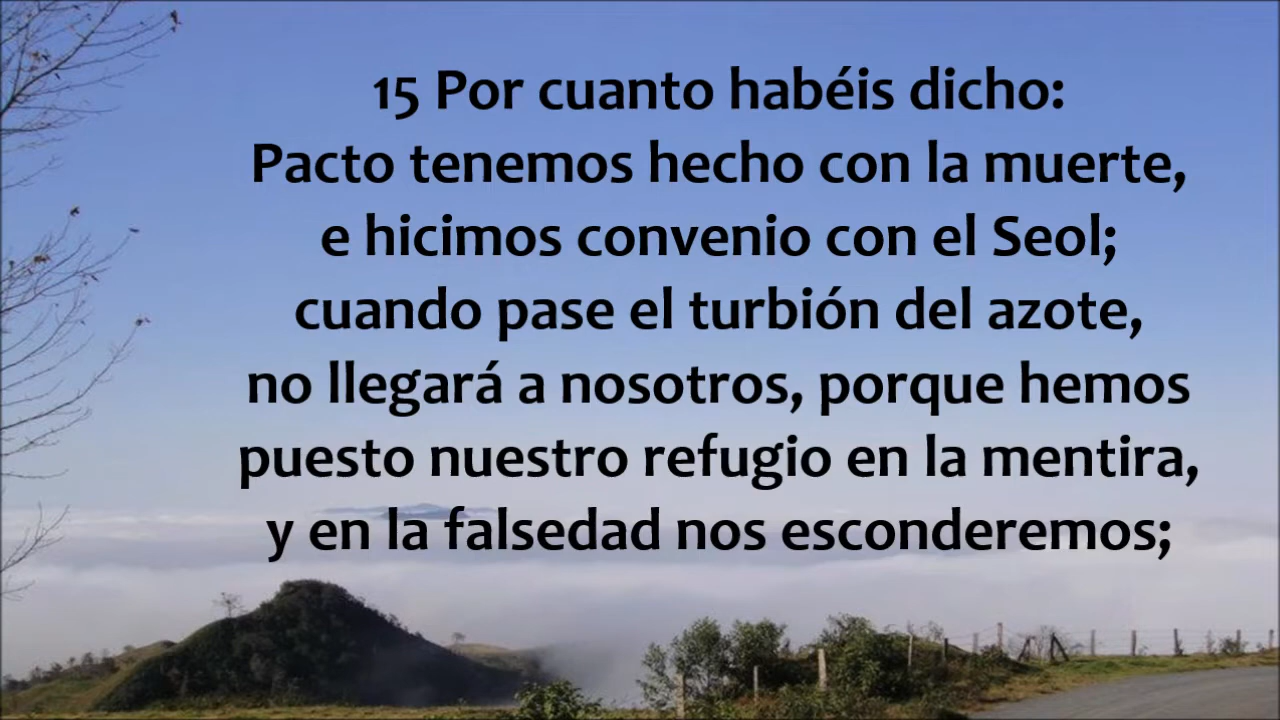 15 Por cuanto habéis dicho:
Pacto tenemos hecho con la muerte,
e hicimos convenio con el Seol;
cuando pase el turbión del azote,
no llegará a nosotros, porque hemos
puesto nuestro refugio en la mentira,
y en la falsedad nos esconderemos;